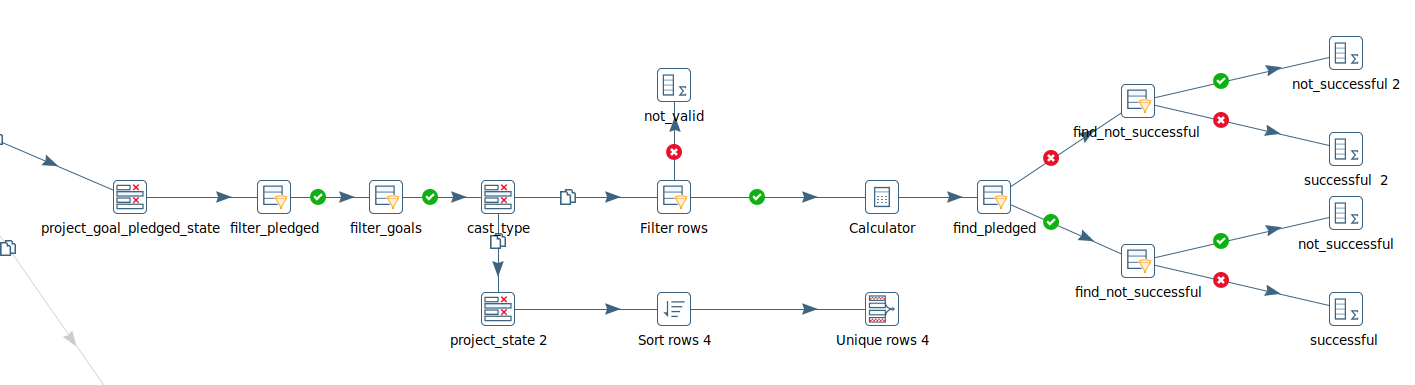 not_successful 2
not_valid
find_not_successful
successful  2
project_goal_pledged_state
filter_pledged
filter_goals
cast_type
Filter rows
Calculator
find_pledged
not_successful
find_not_successful
project_state 2
Sort rows 4
Unique rows 4
successful